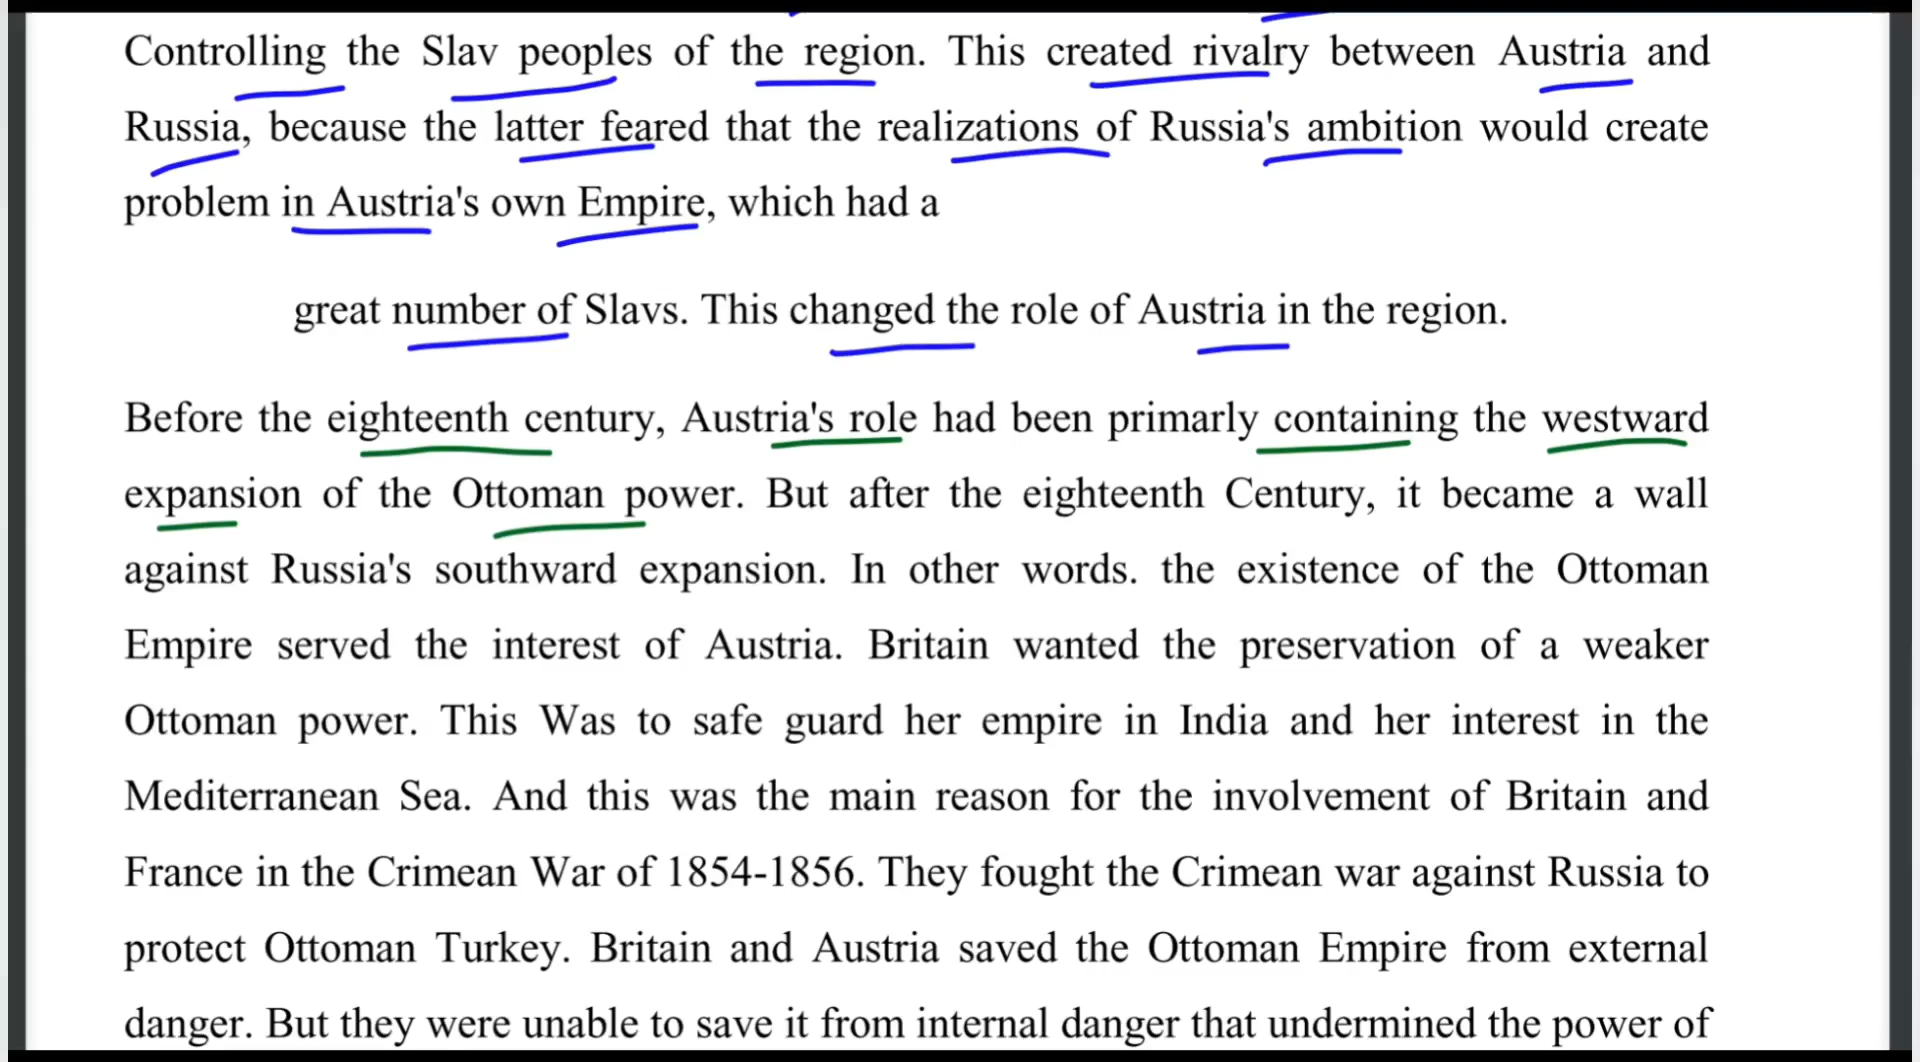 Controlling the Slav peoples of the region. This created rivalry between Austria and
Russia, because the latter feared that the realizations of Russia's ambition would create
problem in Austria's own Empire, which had a
great number of Slavs. This changed the role of Austria in the region.
Before the eighteenth century, Austria's role had been primarly containing the westward
expansion of the Ottoman power. But after the eighteenth Century, it became a wall
against Russia's southward expansion. In other words. the existence of the Ottoman
Empire served the interest of Austria. Britain wanted the preservation of a weaker
Ottoman power. This Was to safe guard her empire in India and her interest in the
Mediterranean Sea. And this was the main reason for the involvement of Britain and
France in the Crimean War of 1854-1856. They fought the Crimean war against Russia to
protect Ottoman Turkey. Britain and Austria saved the Ottoman Empire from external
danger. But they were unable to save it from internal danger that undermined the power of